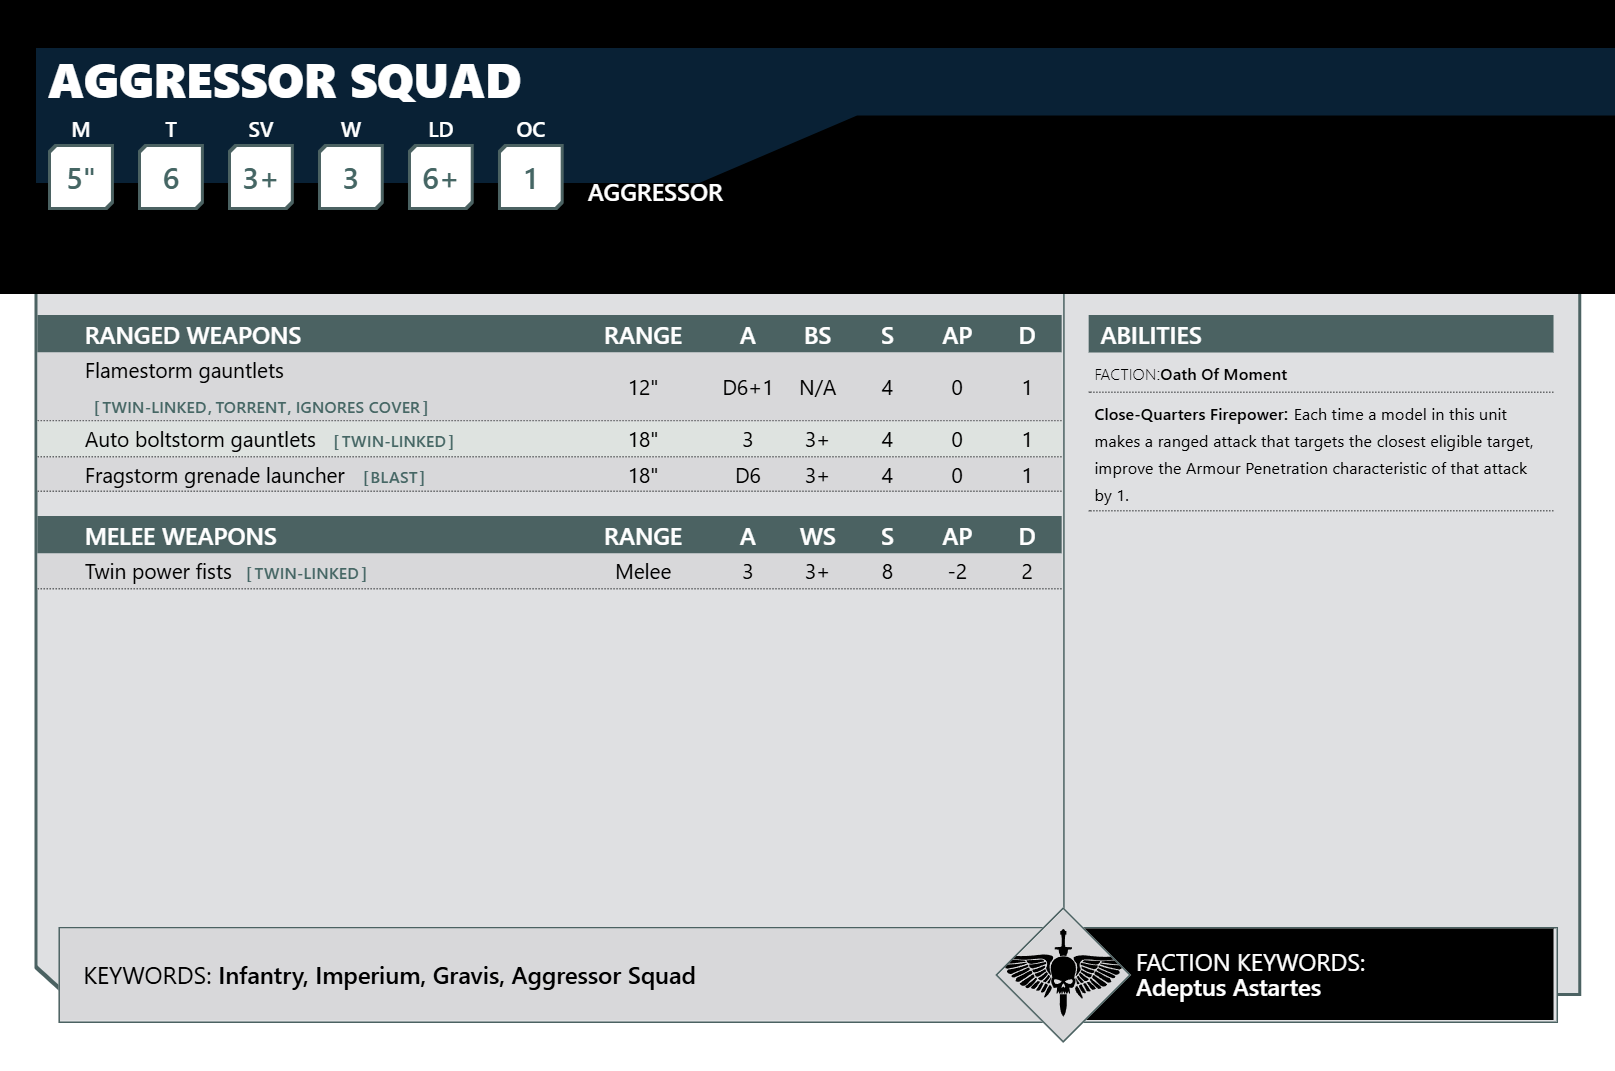 AGGRESSOR SQUAD
M T SV W LD OC
5" 6 3+ 3 6+ 1
AGGRESSOR
RANGED WEAPONS RANGE A BS S AP D
Flamestorm gauntlets 12" D6+1 N/A 4 0 1
[TWIN-LINKED, TORRENT, IGNORES COVER]
Auto boltstorm gauntlets [TWIN-LINKED] 18" 3 3+ 4 0 1
Fragstorm grenade launcher [BLAST] 18" D6 3+ 4 0 1
MELEE WEAPONS RANGE A WS S AP D
Twin power fists [TWIN-LINKED] Melee 3 3+ 8 -2 2
ABILITIES
FACTION:Oath Of Moment
Close-Quarters Firepower: Each time a model in this unit
makes a ranged attack that targets the closest eligible target,
improve the Armour Penetration characteristic of that attack
by 1.
KEYWORDS: Infantry, Imperium, Gravis, Aggressor Squad
FACTION KEYWORDS:
Adeptus Astartes